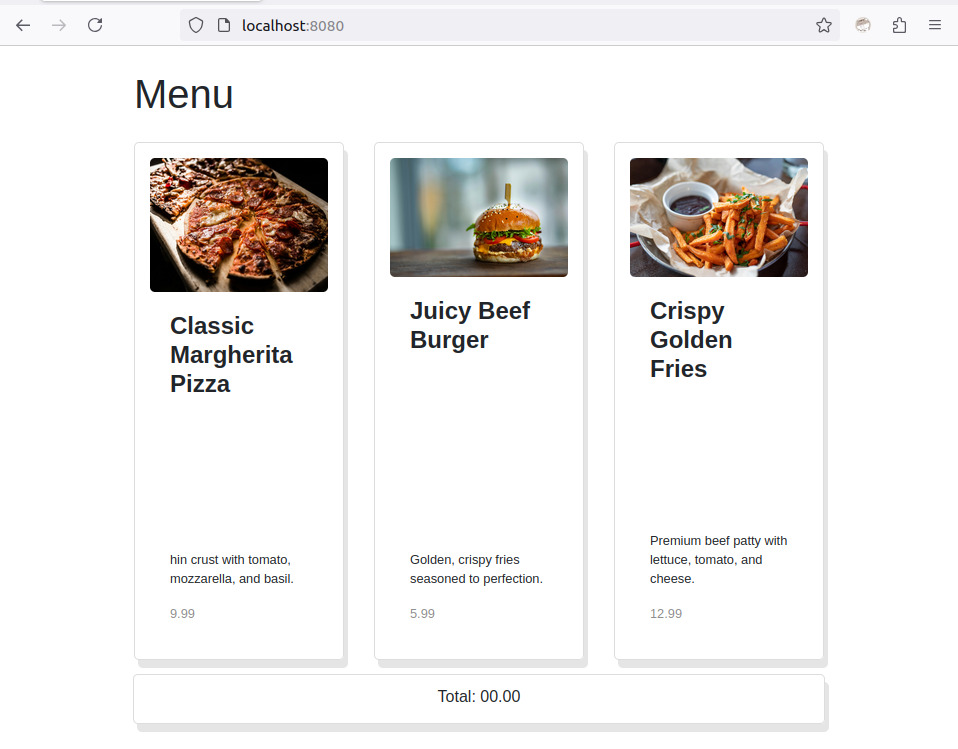 localhost:8080
Menu
Classic
Margherita
Pizza
hin crust with tomato,
mozzarella, and basil.
9.99
Juicy Beef
Burger
Golden, crispy fries
seasoned to perfection.
5.99
Crispy
Golden
Fries
Premium beef patty with
lettuce, tomato, and
cheese.
12.99
Total: 00.00